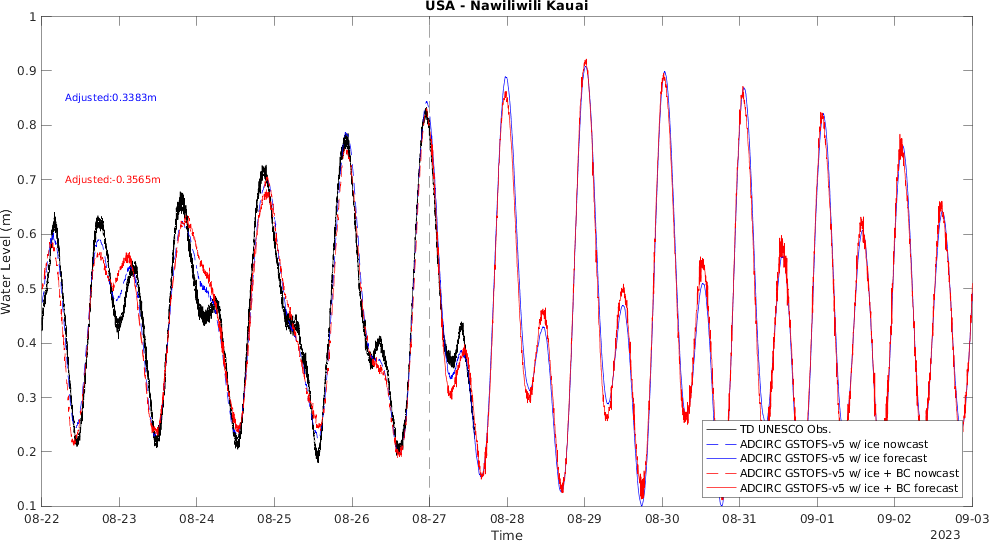 USA - Nawiliwili Kauai
1
0.9
0.8
0.7
0.6
0.5
0.4
0.3
0.2
0.1
Water Level (m)
Adjusted:0.3383m
Adjusted:-0.3565m
TD UNESCO Obs.
ADCIRC GSTOFS-v5 w/ ice nowcast
ADCIRC GSTOFS-v5 w/ ice forecast
ADCIRC GSTOFS-v5 w/ ice + BC nowcast
ADCIRC GSTOFS-v5 w/ ice + BC forecast
08-22 08-23 08-24 08-25 08-26 08-27 08-28 08-29 08-30 08-31 09-01 09-02 09-03
Time
2023